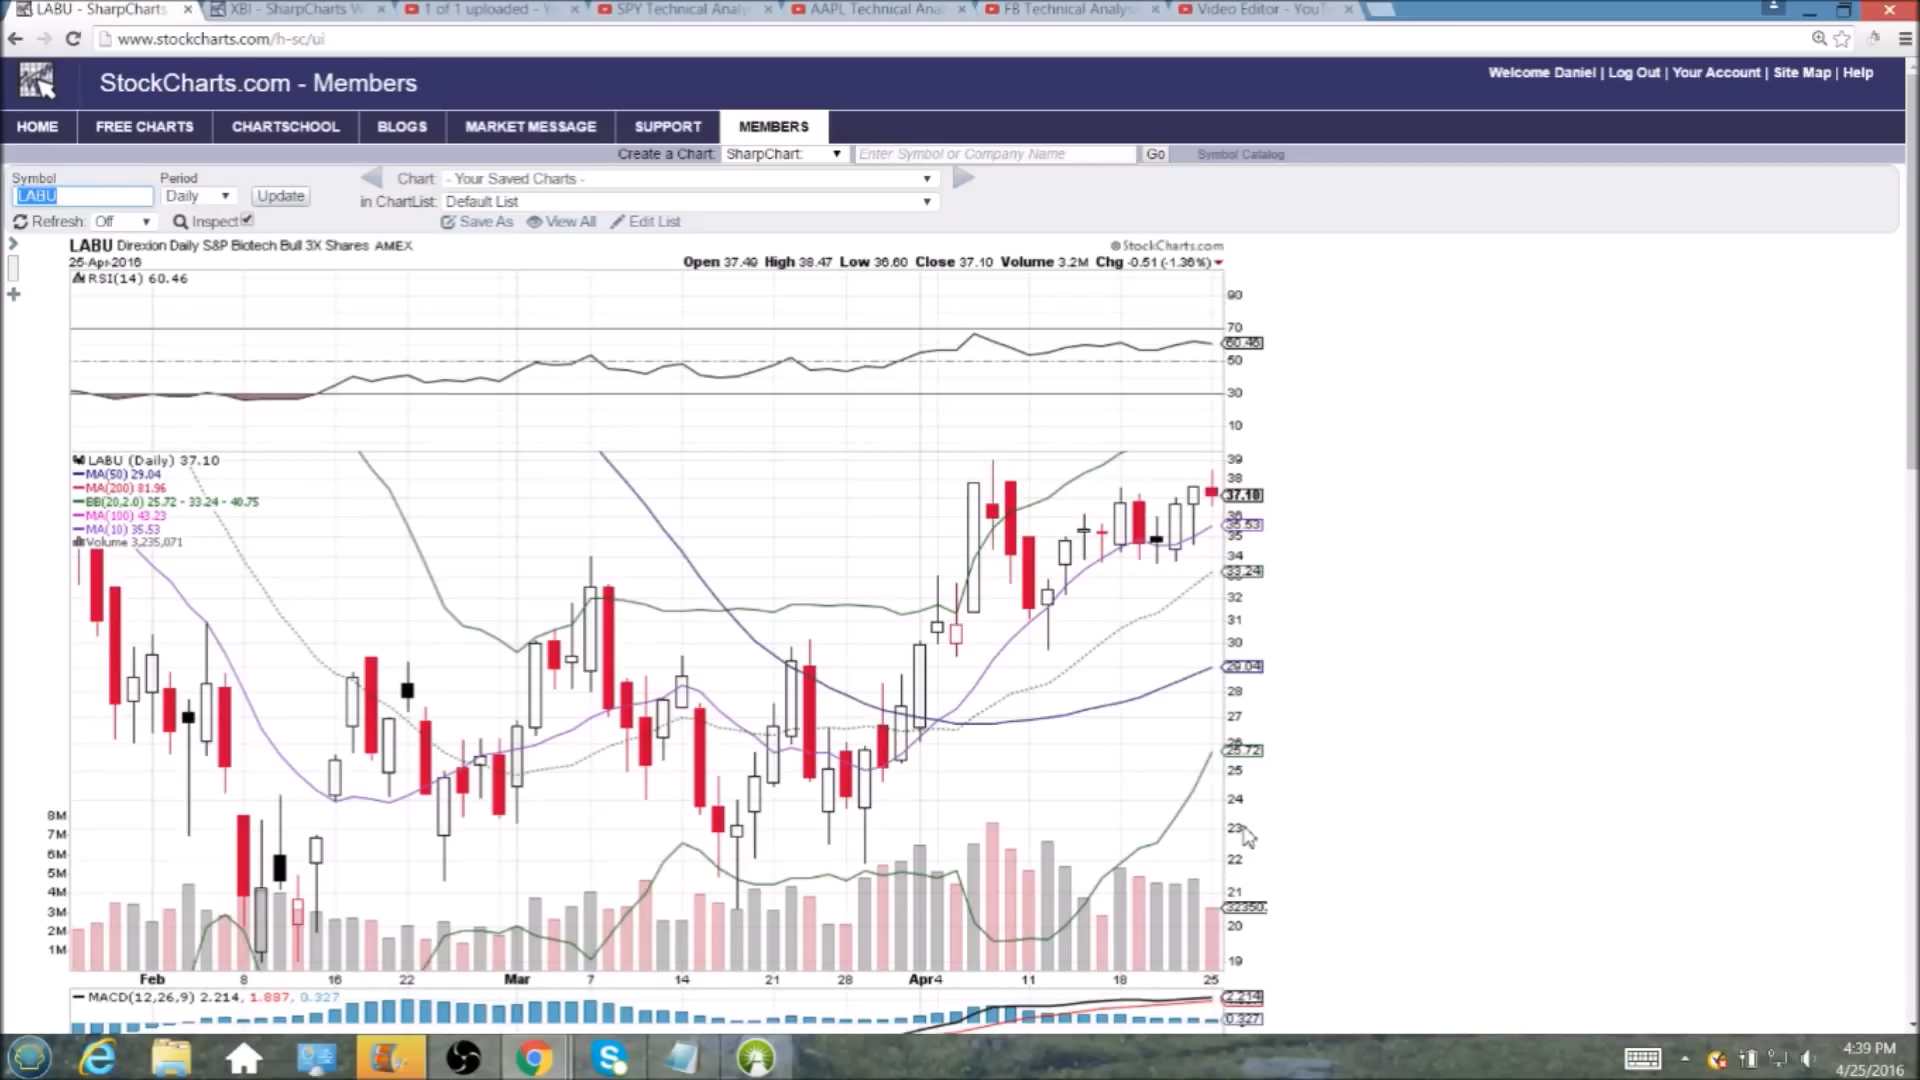 LABU - SharpCharts
XBI - SharpCharts W
1 of 1 uploaded - Y
SPY Technical Analy
AAPL Technical Anal
FB Technical Analys
Video Editor - YouT
www.stockcharts.com/h-sc/ui
StockCharts.com - Members
Welcome Daniel | Log Out | Your Account | Site Map | Help
HOME FREE CHARTS CHARTSCHOOL BLOGS MARKET MESSAGE SUPPORT MEMBERS
Create a Chart: SharpChart: Enter Symbol or Company Name Go Symbol Catalog
Symbol Period Chart: - Your Saved Charts -
LABU Daily Update in ChartList: Default List
Refresh: Off Inspect Save As View All Edit List
LABU Direxion Daily S&P Biotech Bull 3X Shares AMEX @StockCharts.com
25-Apr-2016 Open 37.49 High 38.47 Low 36.60 Close 37.10 Volume 3.2M Chg -0.51 (-1.36%)
RSI(14) 60.46
90
70
60.46
50
30
10
LABU (Daily) 37.10
MA(50) 29.04
MA(200) 81.96
BB(20,2.0) 25.72 - 33.24 - 40.75
MA(100) 43.23
MA(10) 35.53
Volume 3,235,071
39
38
37.10
36
35.53
35
34
33.24
32
31
30
29.04
28
27
26
25.72
25
24
23
22
21
20
19
8M
7M
6M
5M
4M
3M
2M
1M
Feb 8 16 22 Mar 7 14 21 28 Apr 4 11 18 25
MACD(12,26,9) 2.214, 1.887, 0.327
2.214
0.327
4:39 PM
4/25/2016